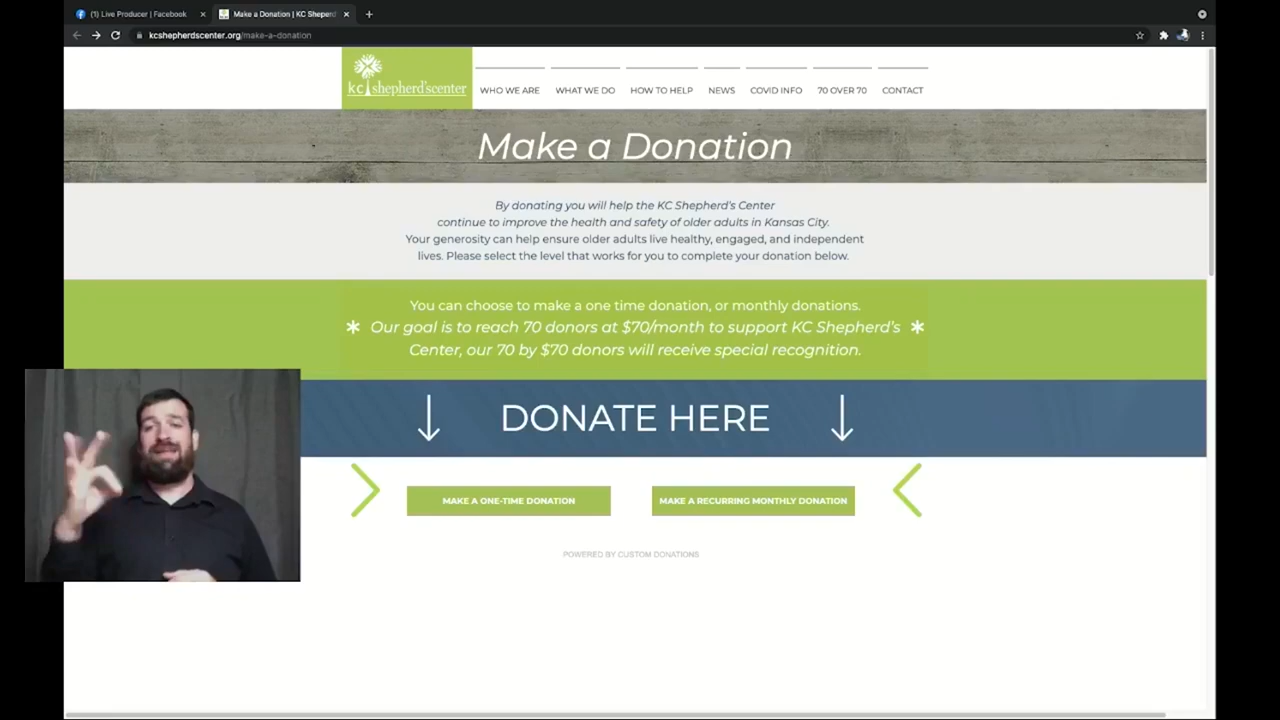 (1) Live Producer | Facebook
Make a Donation | KC Shepherd
kcshepherdscenter.org/make-a-donation
kc shepherd'scenter
WHO WE ARE
WHAT WE DO
HOW TO HELP
NEWS
COVID INFO
70 OVER 70
CONTACT
Make a Donation
By donating you will help the KC Shepherd's Center
continue to improve the health and safety of older adults in Kansas City.
Your generosity can help ensure older adults live healthy, engaged, and independent
lives. Please select the level that works for you to complete your donation below.
You can choose to make a one time donation, or monthly donations.
* Our goal is to reach 70 donors at $70/month to support KC Shepherd's *
Center, our 70 by $70 donors will receive special recognition.
↓ DONATE HERE ↓
MAKE A ONE-TIME DONATION
MAKE A RECURRING MONTHLY DONATION
POWERED BY CUSTOM DONATIONS